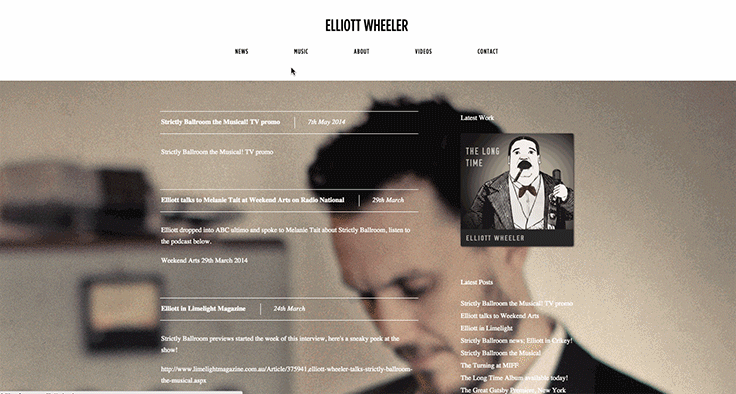 ELLIOTT WHEELER
NEWS MUSIC ABOUT VIDEOS CONTACT
Strictly Ballroom the Musical! TV promo 7th May 2014
Strictly Ballroom the Musical! TV promo
Elliott talks to Melanie Tait at Weekend Arts on Radio National 29th March
Elliott dropped into ABC ultimo and spoke to Melanie Tait about Strictly Ballroom, listen to
the podcast below.
Weekend Arts 29th March 2014
Elliott in Limelight Magazine 24th March
Strictly Ballroom previews started the week of this interview, here's a sneaky peek at the
show!
http://www.limelightmagazine.com.au/Article/375941,elliott-wheeler-talks-strictly-ballroom-
the-musical.aspx
Latest Work
THE LONG
TIME
ELLIOTT WHEELER
Latest Posts
Strictly Ballroom the Musical! TV promo
Elliott talks to Weekend Arts
Elliott in Limelight
Strictly Ballroom news; Elliott in Crikey!
Strictly Ballroom the Musical
The Turning at MIFF
The Long Time Album available today!
The Great Gatsby Premiere, New York